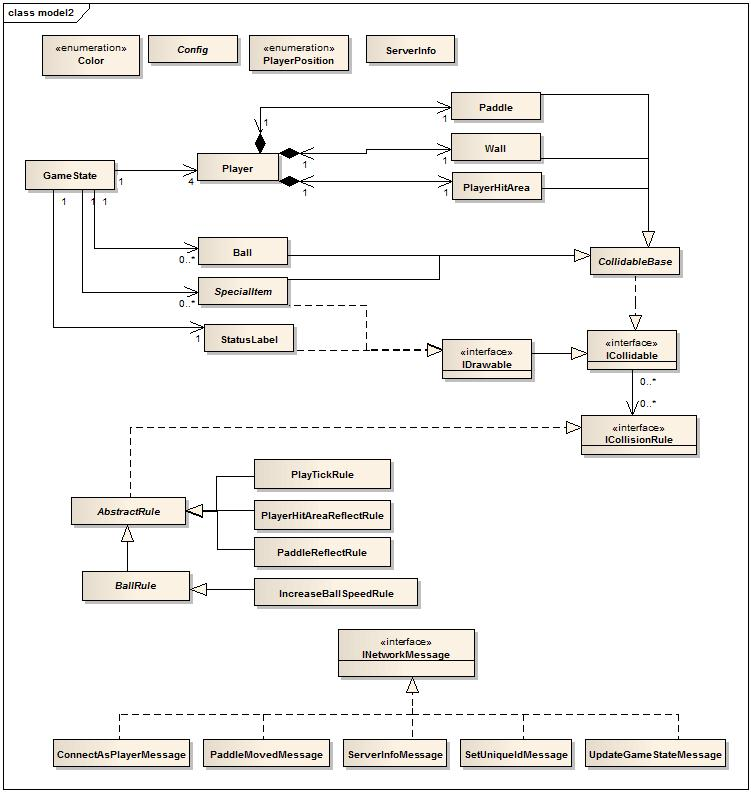 class model2
«enumeration»
Color
Config
«enumeration»
PlayerPosition
ServerInfo
Paddle
1
1
Wall
1
1
Player
PlayerHitArea
1
1
GameState
1
4
1
1
1
Ball
0..*
CollidableBase
SpecialItem
0..*
StatusLabel
1
«interface»
IDrawable
«interface»
ICollidable
0..*
0..*
«interface»
ICollisionRule
PlayTickRule
AbstractRule
PlayerHitAreaReflectRule
PaddleReflectRule
BallRule
IncreaseBallSpeedRule
«interface»
INetworkMessage
ConnectAsPlayerMessage
PaddleMovedMessage
ServerInfoMessage
SetUniqueIdMessage
UpdateGameStateMessage